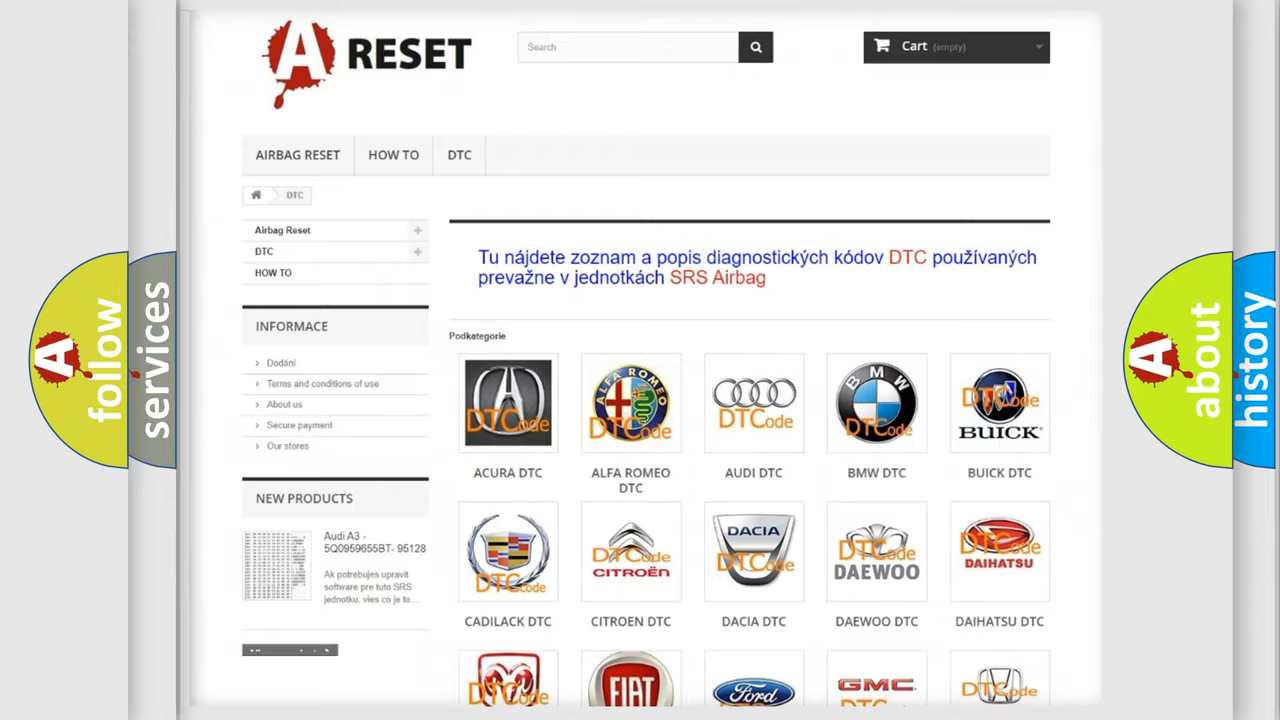 A RESET
Search
Cart (empty)
AIRBAG RESET
HOW TO
DTC
DTC
Airbag Reset
DTC
HOW TO
INFORMACE
Dodání
Terms and conditions of use
About us
Secure payment
Our stores
NEW PRODUCTS
Audi A3 -
5Q0959655BT- 95128
Ak potrebujes upravit
software pre tuto SRS
jednotku, vies co je to...
Tu nájdete zoznam a popis diagnostických kódov DTC používaných
prevažne v jednotkách SRS Airbag
Podkategorie
DTCode
ALFA ROMEO
DTCode
DTCode
BMW
DTCode
DTCode
BUICK
ACURA DTC
ALFA ROMEO
DTC
AUDI DTC
BMW DTC
BUICK DTC
DTCode
DTCode
CITROËN
DACIA
DTCode
DTCode
DAEWOO
DTCode
DAIHATSU
CADILACK DTC
CITROEN DTC
DACIA DTC
DAEWOO DTC
DAIHATSU DTC
DTCode
FIAT
Ford
GMC
DTCode
A follow
services
A about
history